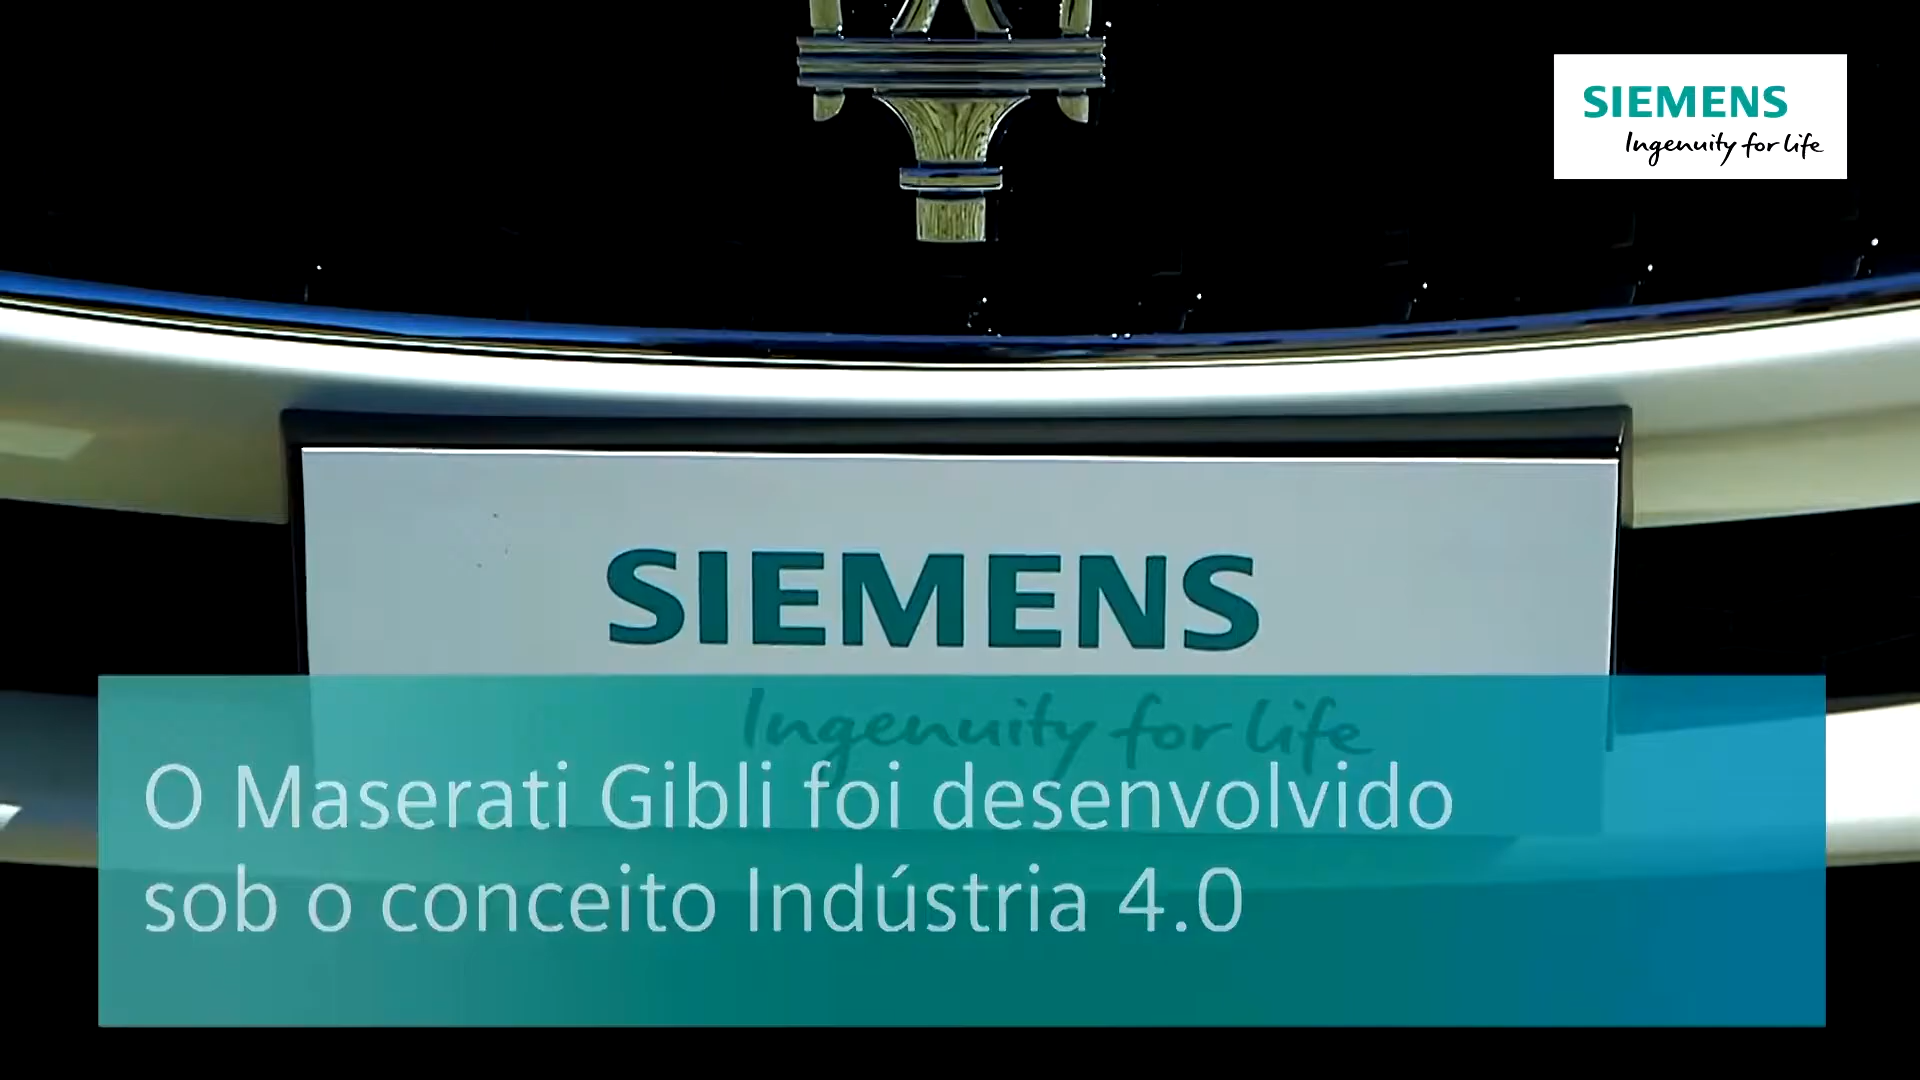 SIEMENS
Ingenuity for life
SIEMENS
Ingenuity for life
O Maserati Gibli foi desenvolvido
sob o conceito Indústria 4.0